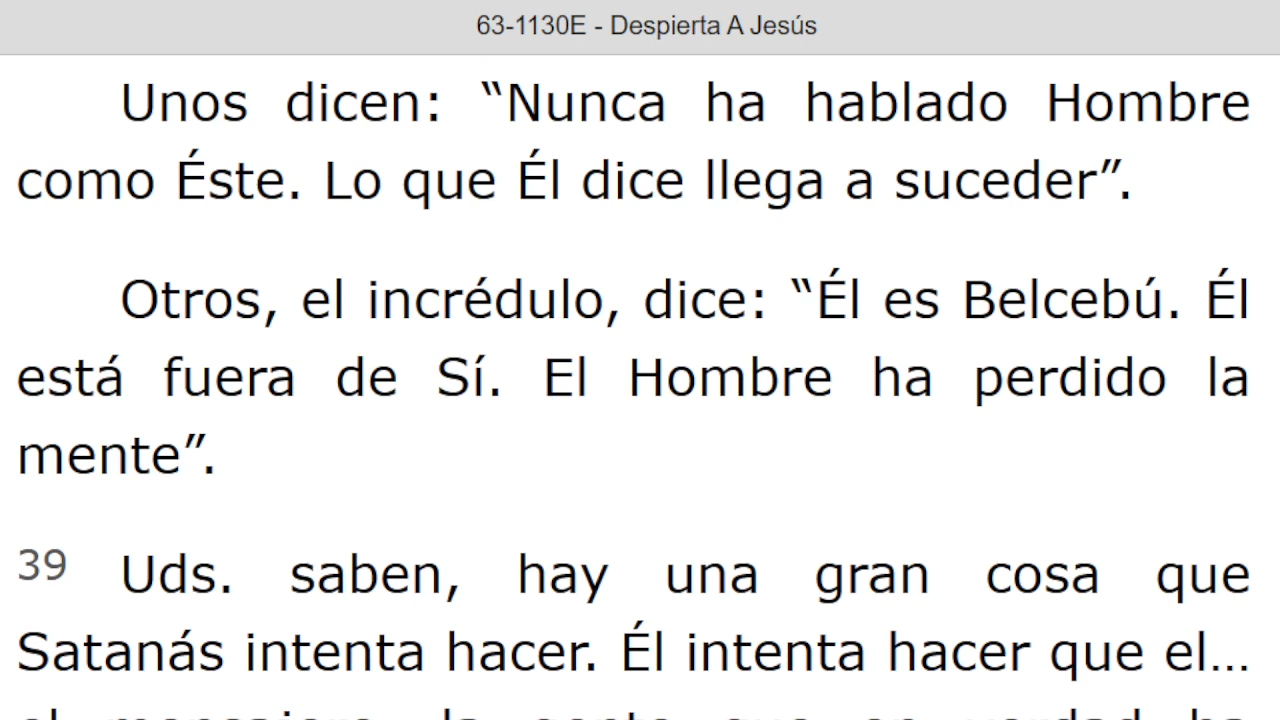 63-1130E - Despierta A Jesús
Unos dicen: “Nunca ha hablado Hombre
como Éste. Lo que Él dice llega a suceder”.
Otros, el incrédulo, dice: “Él es Belcebú. Él
está fuera de Sí. El Hombre ha perdido la
mente”.
39 Uds. saben, hay una gran cosa que
Satanás intenta hacer. Él intenta hacer que el…